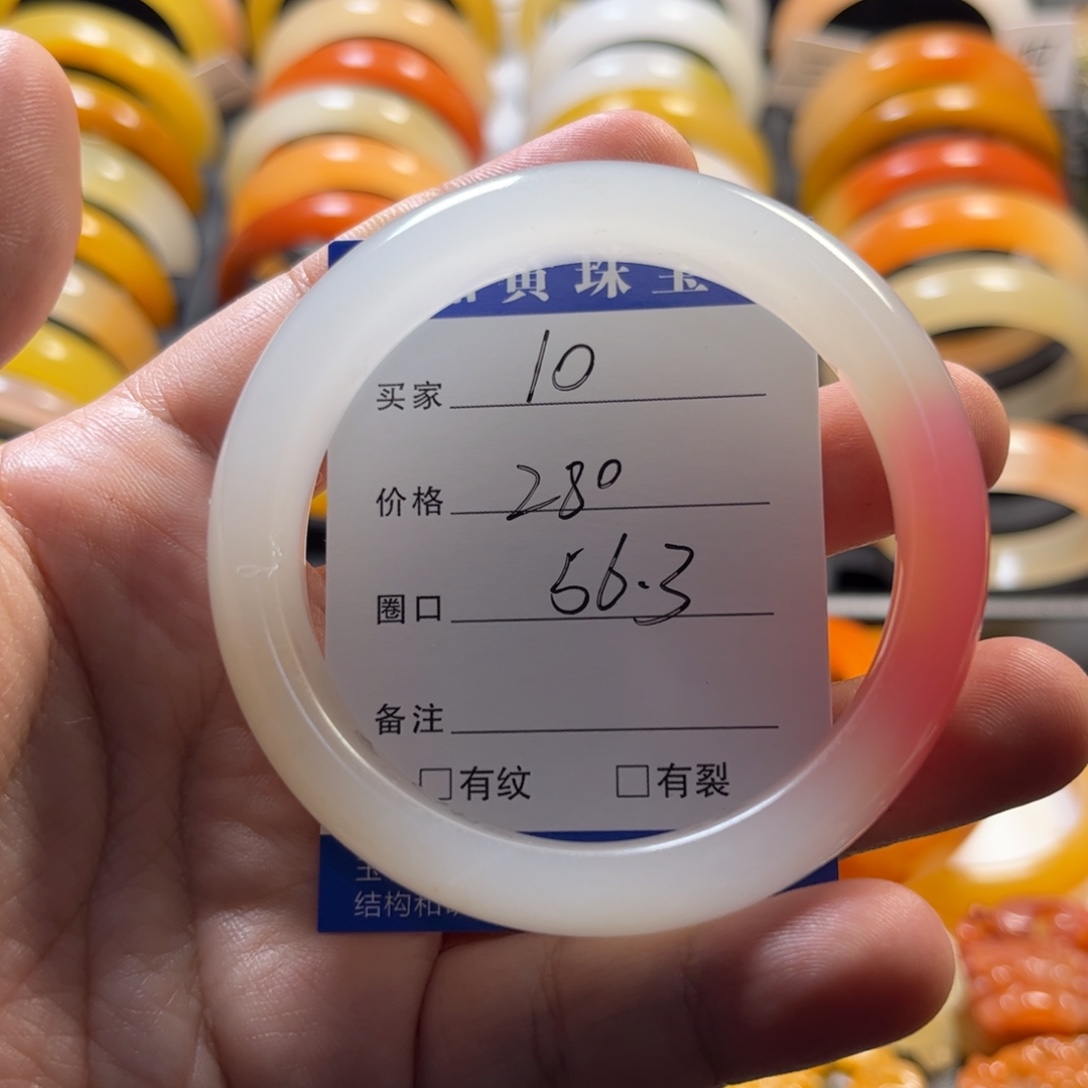 黄珠宝
买家 10
价格 280
圈口 56.3
备注
□有纹 □有裂
结构和